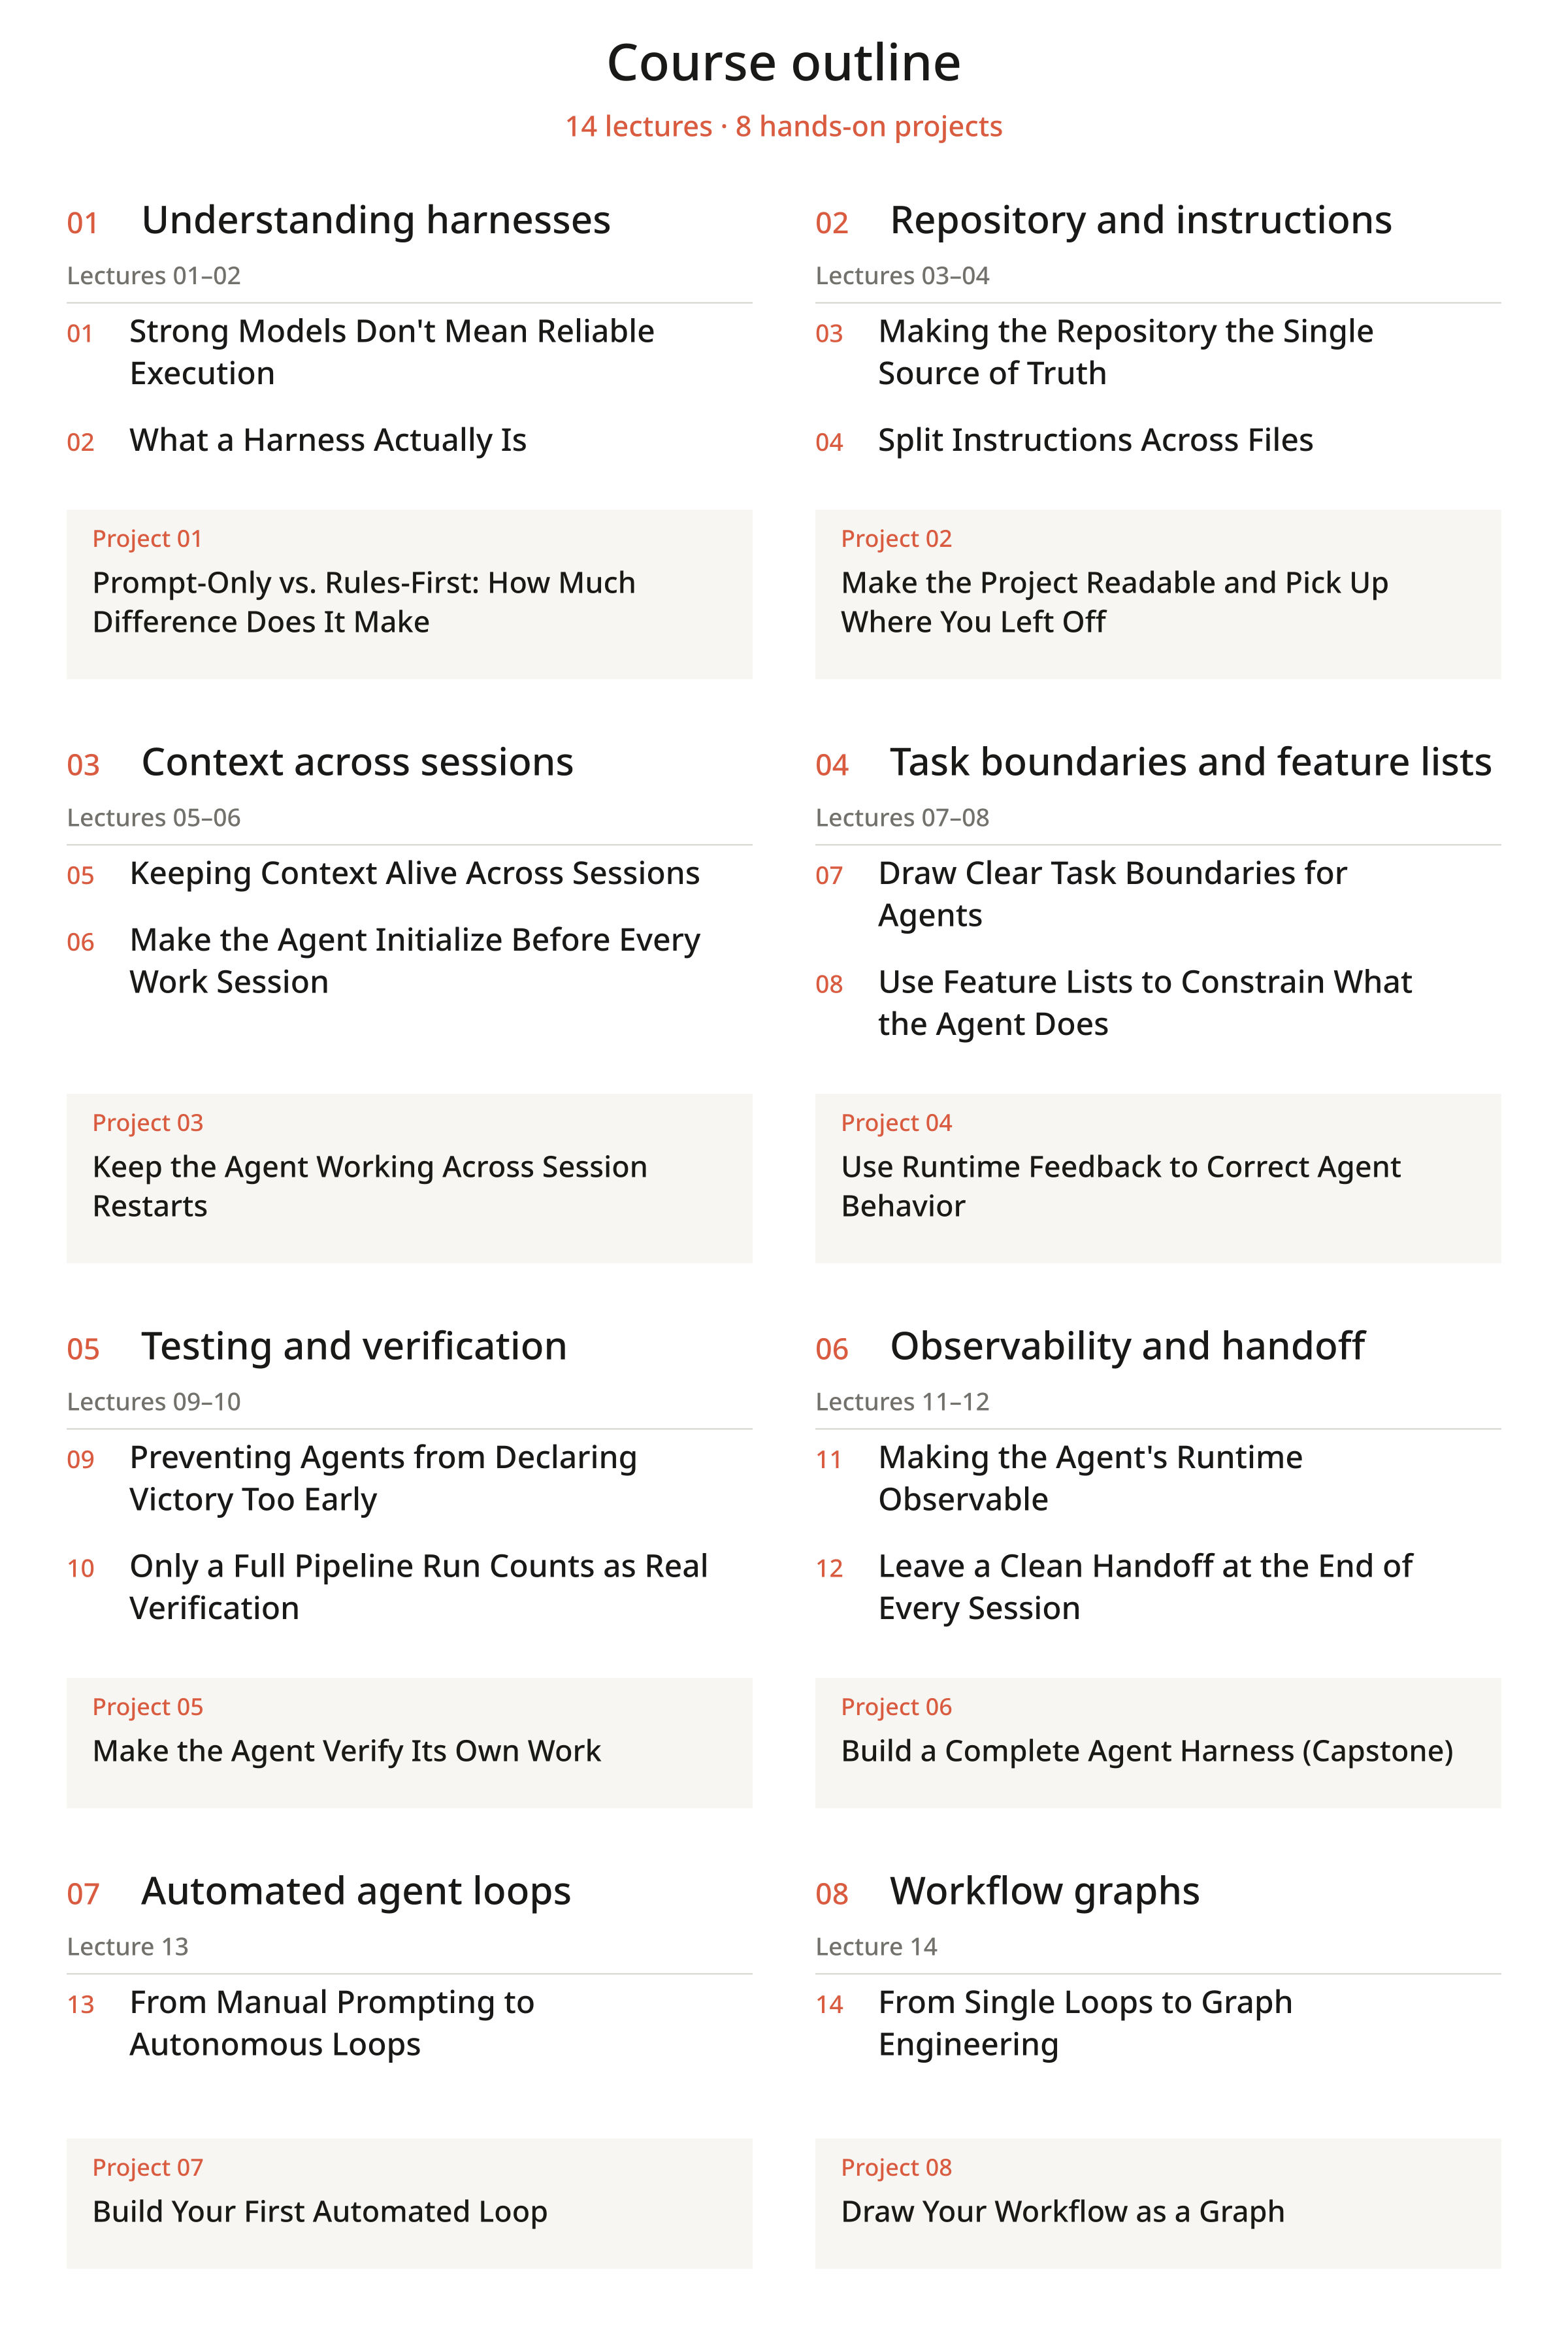 Course outline
14 lectures · 8 hands-on projects
01 Understanding harnesses
Lectures 01–02
01 Strong Models Don't Mean Reliable
Execution
02 What a Harness Actually Is
Project 01
Prompt-Only vs. Rules-First: How Much
Difference Does It Make
02 Repository and instructions
Lectures 03–04
03 Making the Repository the Single
Source of Truth
04 Split Instructions Across Files
Project 02
Make the Project Readable and Pick Up
Where You Left Off
03 Context across sessions
Lectures 05–06
05 Keeping Context Alive Across Sessions
06 Make the Agent Initialize Before Every
Work Session
Project 03
Keep the Agent Working Across Session
Restarts
04 Task boundaries and feature lists
Lectures 07–08
07 Draw Clear Task Boundaries for
Agents
08 Use Feature Lists to Constrain What
the Agent Does
Project 04
Use Runtime Feedback to Correct Agent
Behavior
05 Testing and verification
Lectures 09–10
09 Preventing Agents from Declaring
Victory Too Early
10 Only a Full Pipeline Run Counts as Real
Verification
Project 05
Make the Agent Verify Its Own Work
06 Observability and handoff
Lectures 11–12
11 Making the Agent's Runtime
Observable
12 Leave a Clean Handoff at the End of
Every Session
Project 06
Build a Complete Agent Harness (Capstone)
07 Automated agent loops
Lecture 13
13 From Manual Prompting to
Autonomous Loops
Project 07
Build Your First Automated Loop
08 Workflow graphs
Lecture 14
14 From Single Loops to Graph
Engineering
Project 08
Draw Your Workflow as a Graph